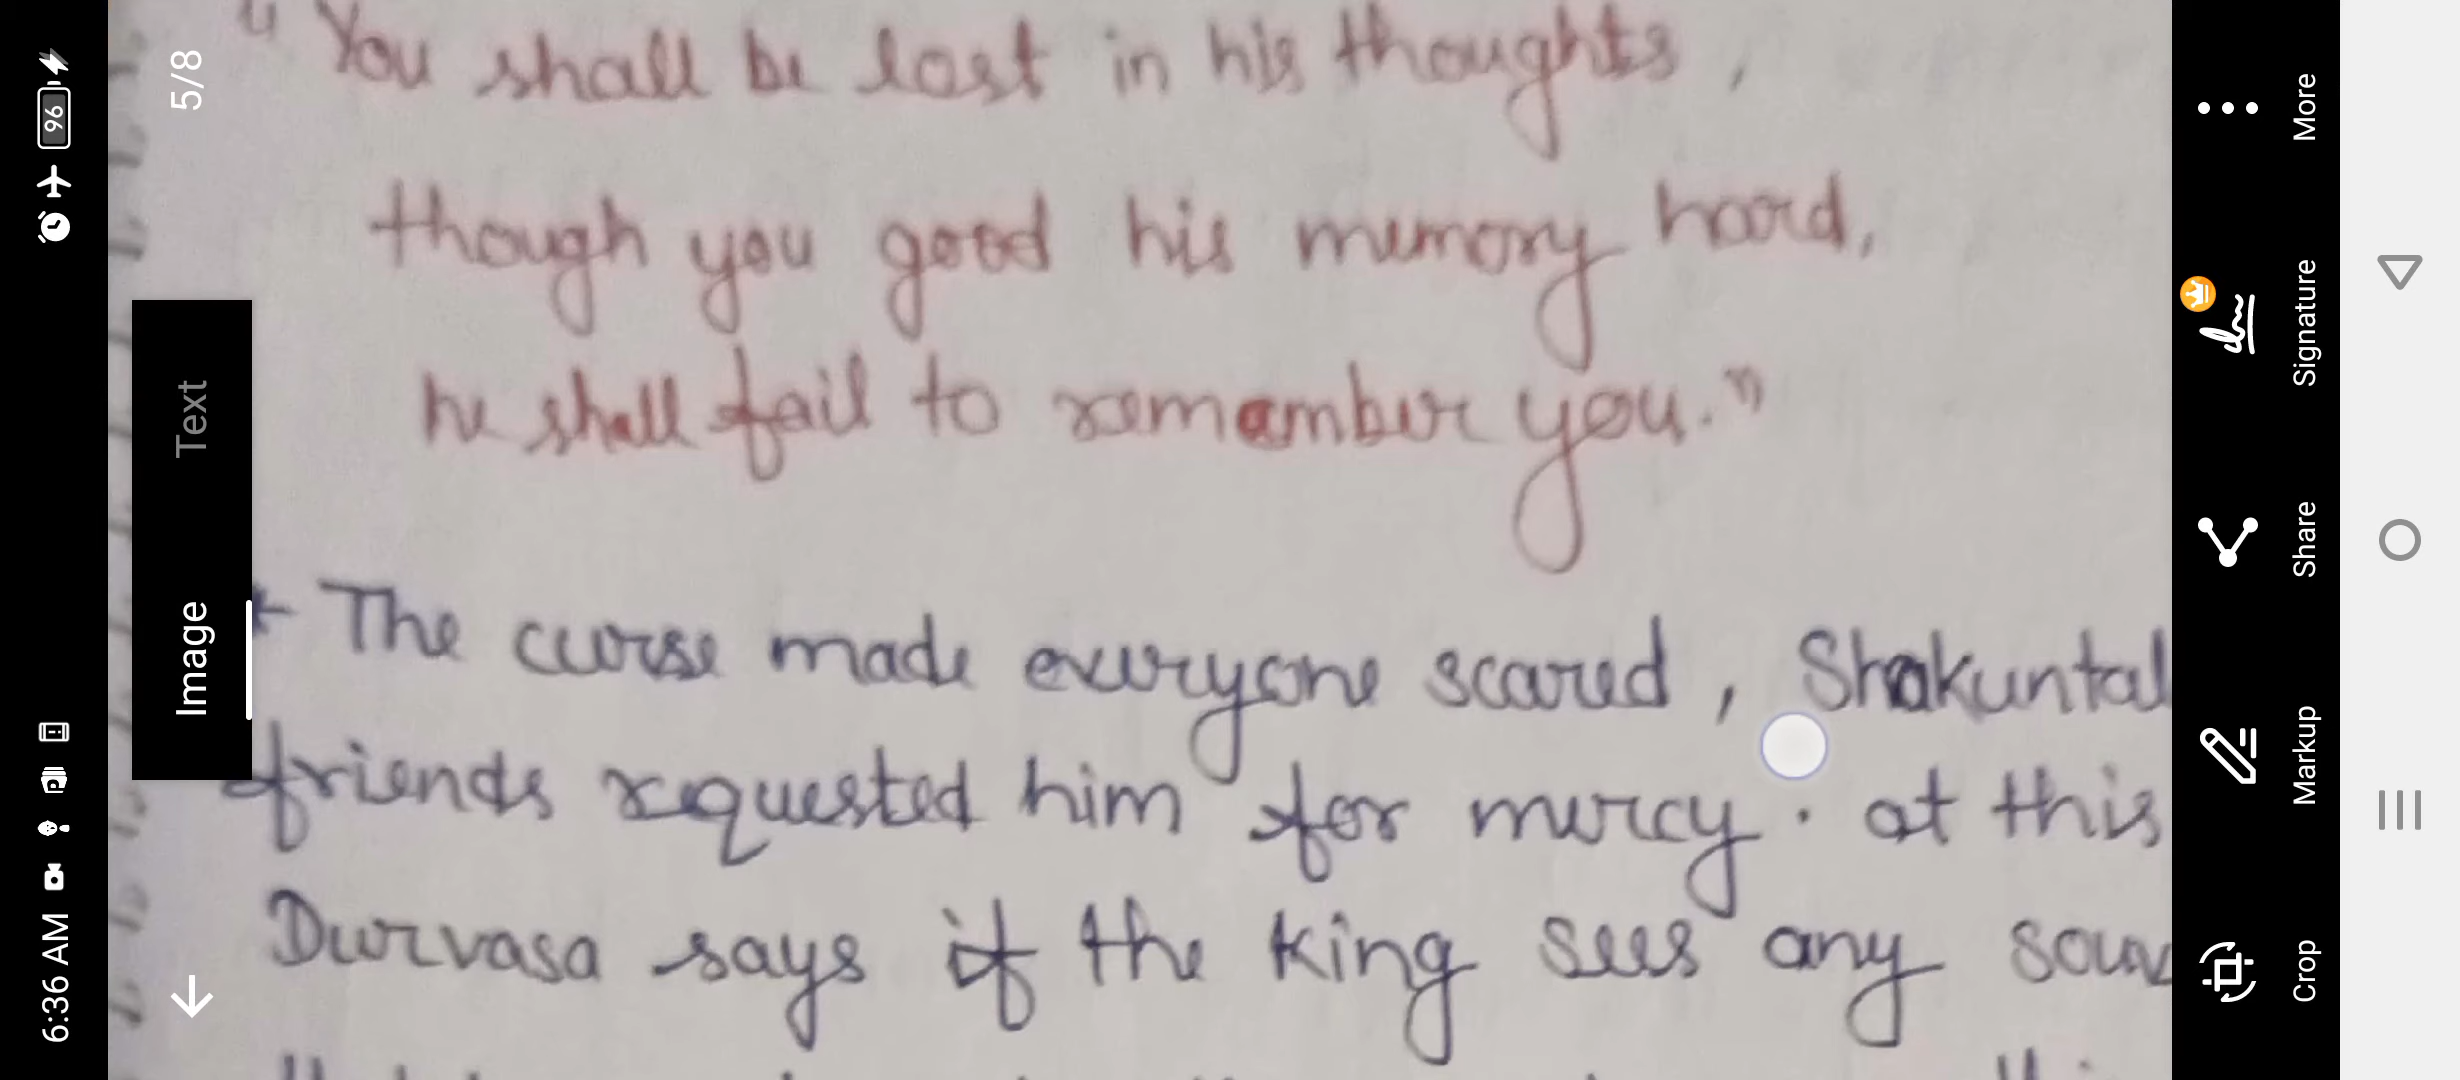 "You shall be lost in his thoughts,
though you good his memory hard,
he shall fail to remamber you."
The curse made everyone scared, Shakuntal
friends requested him for mercy. at this
Durvasa says if the king sees any
5/8
Text
Image
6:36 AM
96
More
Signature
Share
Markup
Crop